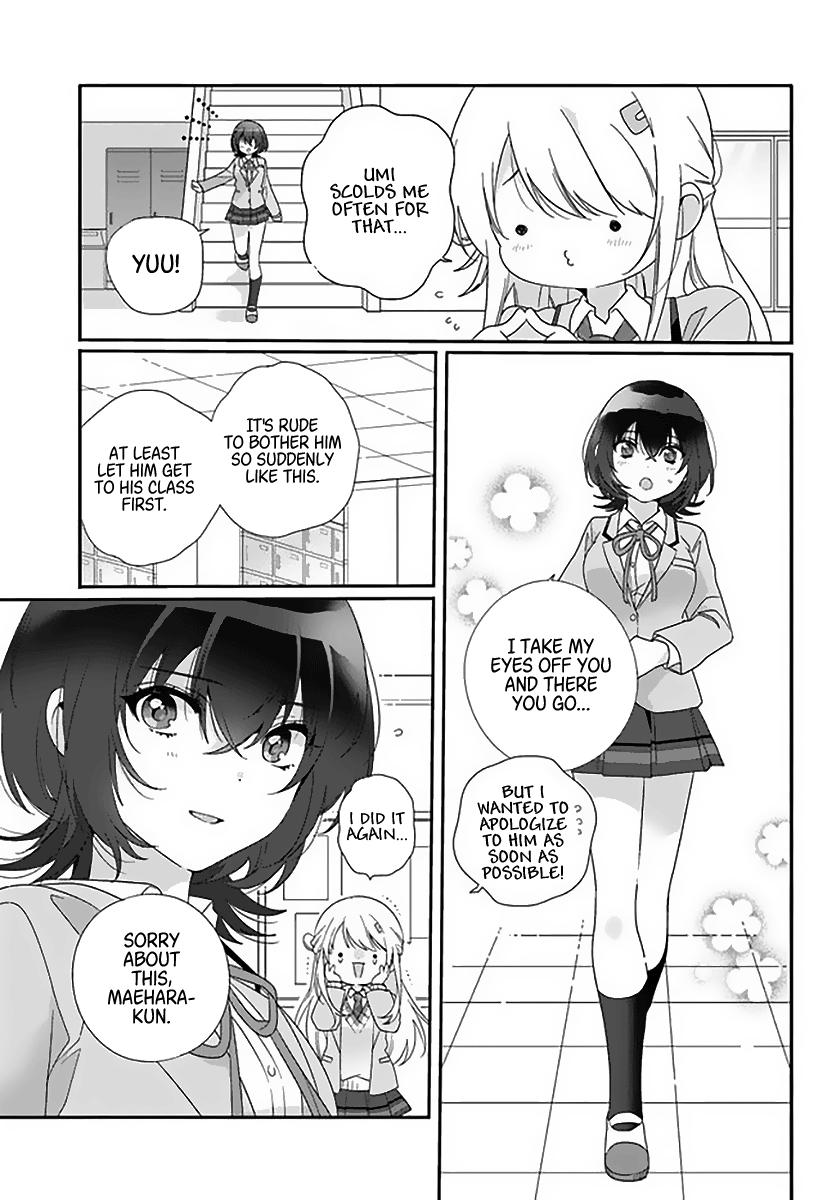 UMI
SCOLDS ME
OFTEN FOR
THAT...
YUU!
I TAKE MY
EYES OFF YOU
AND THERE
YOU GO...
BUT I
WANTED TO
APOLOGIZE
TO HIM AS
SOON AS
POSSIBLE!
IT'S RUDE
TO BOTHER HIM
SO SUDDENLY
LIKE THIS.
AT LEAST
LET HIM GET
TO HIS CLASS
FIRST.
I DID IT
AGAIN...
SORRY
ABOUT
THIS,
MAEHARA-
KUN.